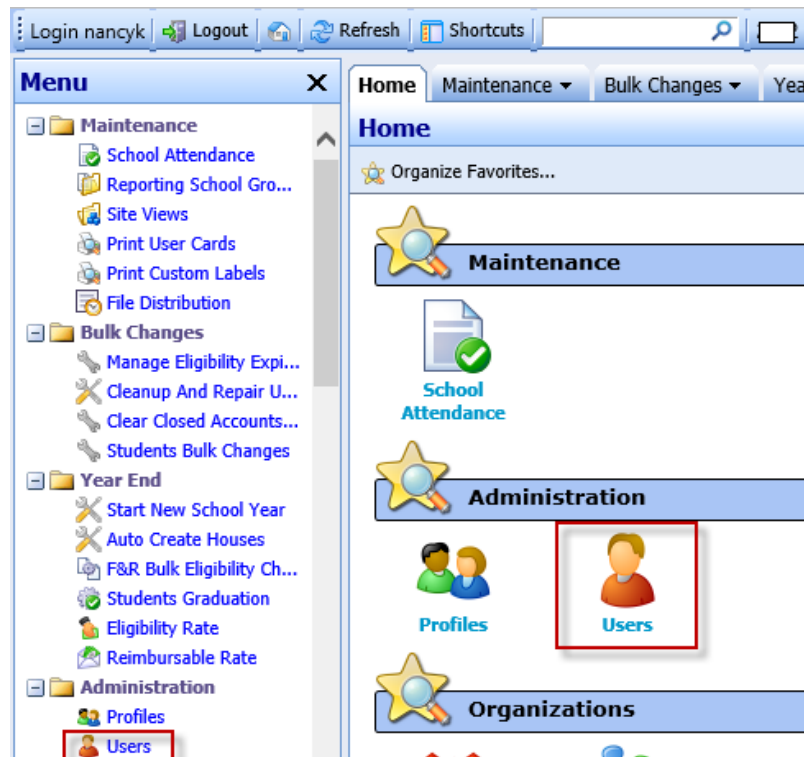 Login nancyk Logout Refresh Shortcuts
Menu X
Maintenance
School Attendance
Reporting School Gro...
Site Views
Print User Cards
Print Custom Labels
File Distribution
Bulk Changes
Manage Eligibility Expi...
Cleanup And Repair U...
Clear Closed Accounts...
Students Bulk Changes
Year End
Start New School Year
Auto Create Houses
F&R Bulk Eligibility Ch...
Students Graduation
Eligibility Rate
Reimbursable Rate
Administration
Profiles
Users
Home Maintenance Bulk Changes Yea
Home
Organize Favorites...
Maintenance
School
Attendance
Administration
Profiles Users
Organizations